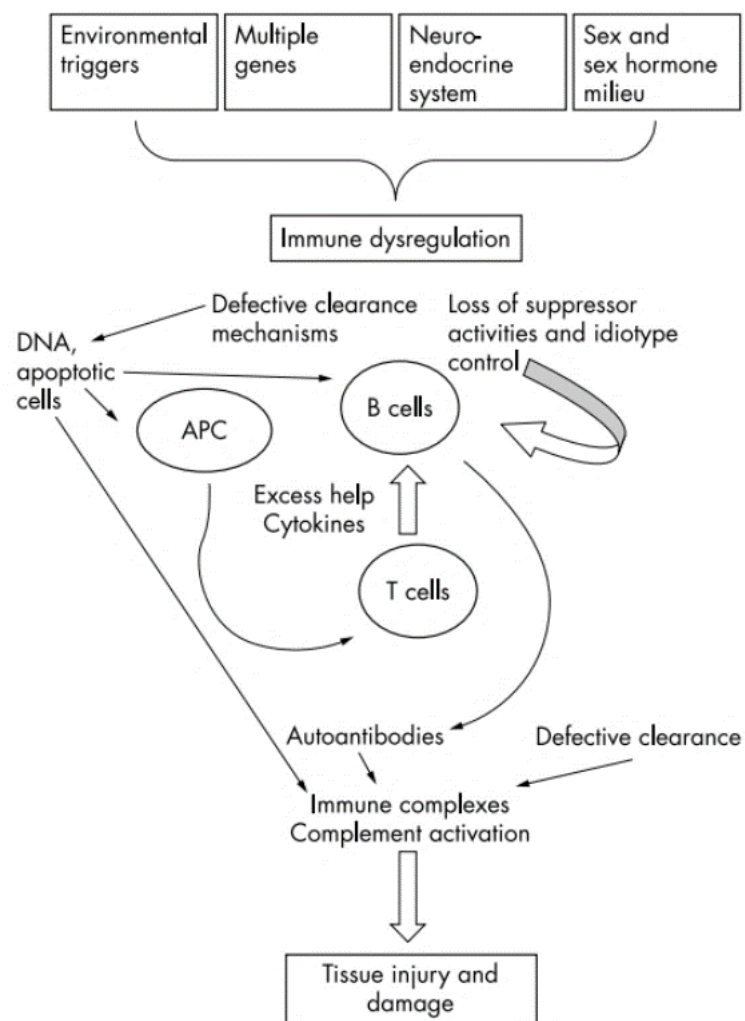 Environmental
triggers
Multiple
genes
Neuro-
endocrine
system
Sex and
sex hormone
milieu
Immune dysregulation
Defective clearance
mechanisms
Loss of suppressor
activities and idiotype
control
DNA,
apoptotic
cells
APC
B cells
Excess help
Cytokines
T cells
Autoantibodies
Defective clearance
Immune complexes
Complement activation
Tissue injury and
damage